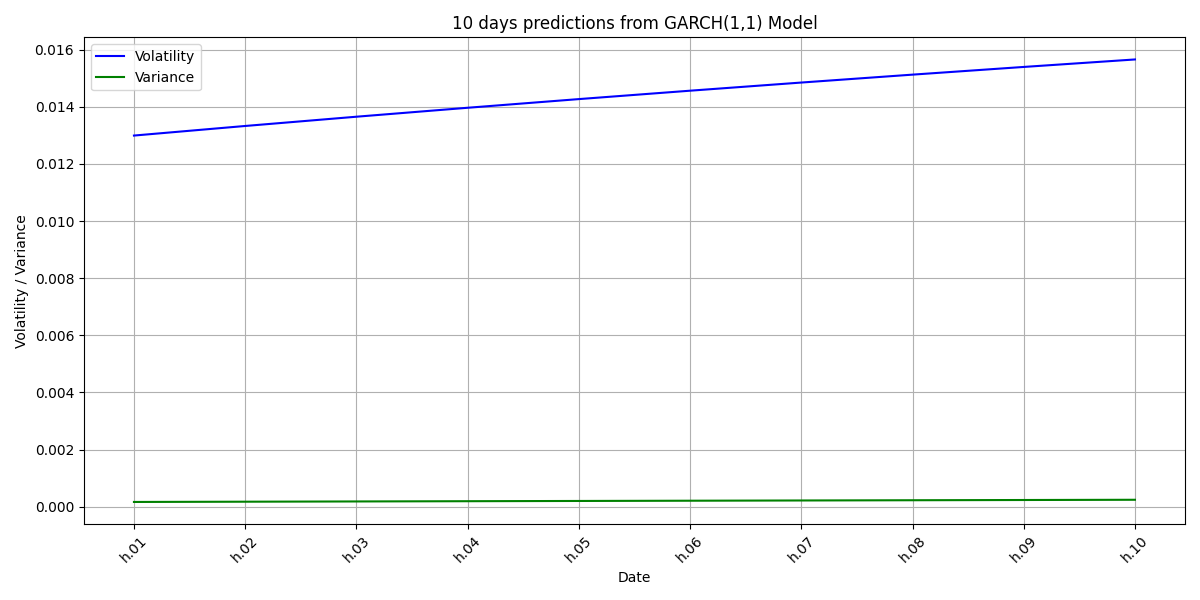 10 days predictions from GARCH(1,1) Model
Volatility
Variance
Volatility / Variance
0.016
0.014
0.012
0.010
0.008
0.006
0.004
0.002
0.000
h.01
h.02
h.03
h.04
h.05
h.06
h.07
h.08
h.09
h.10
Date